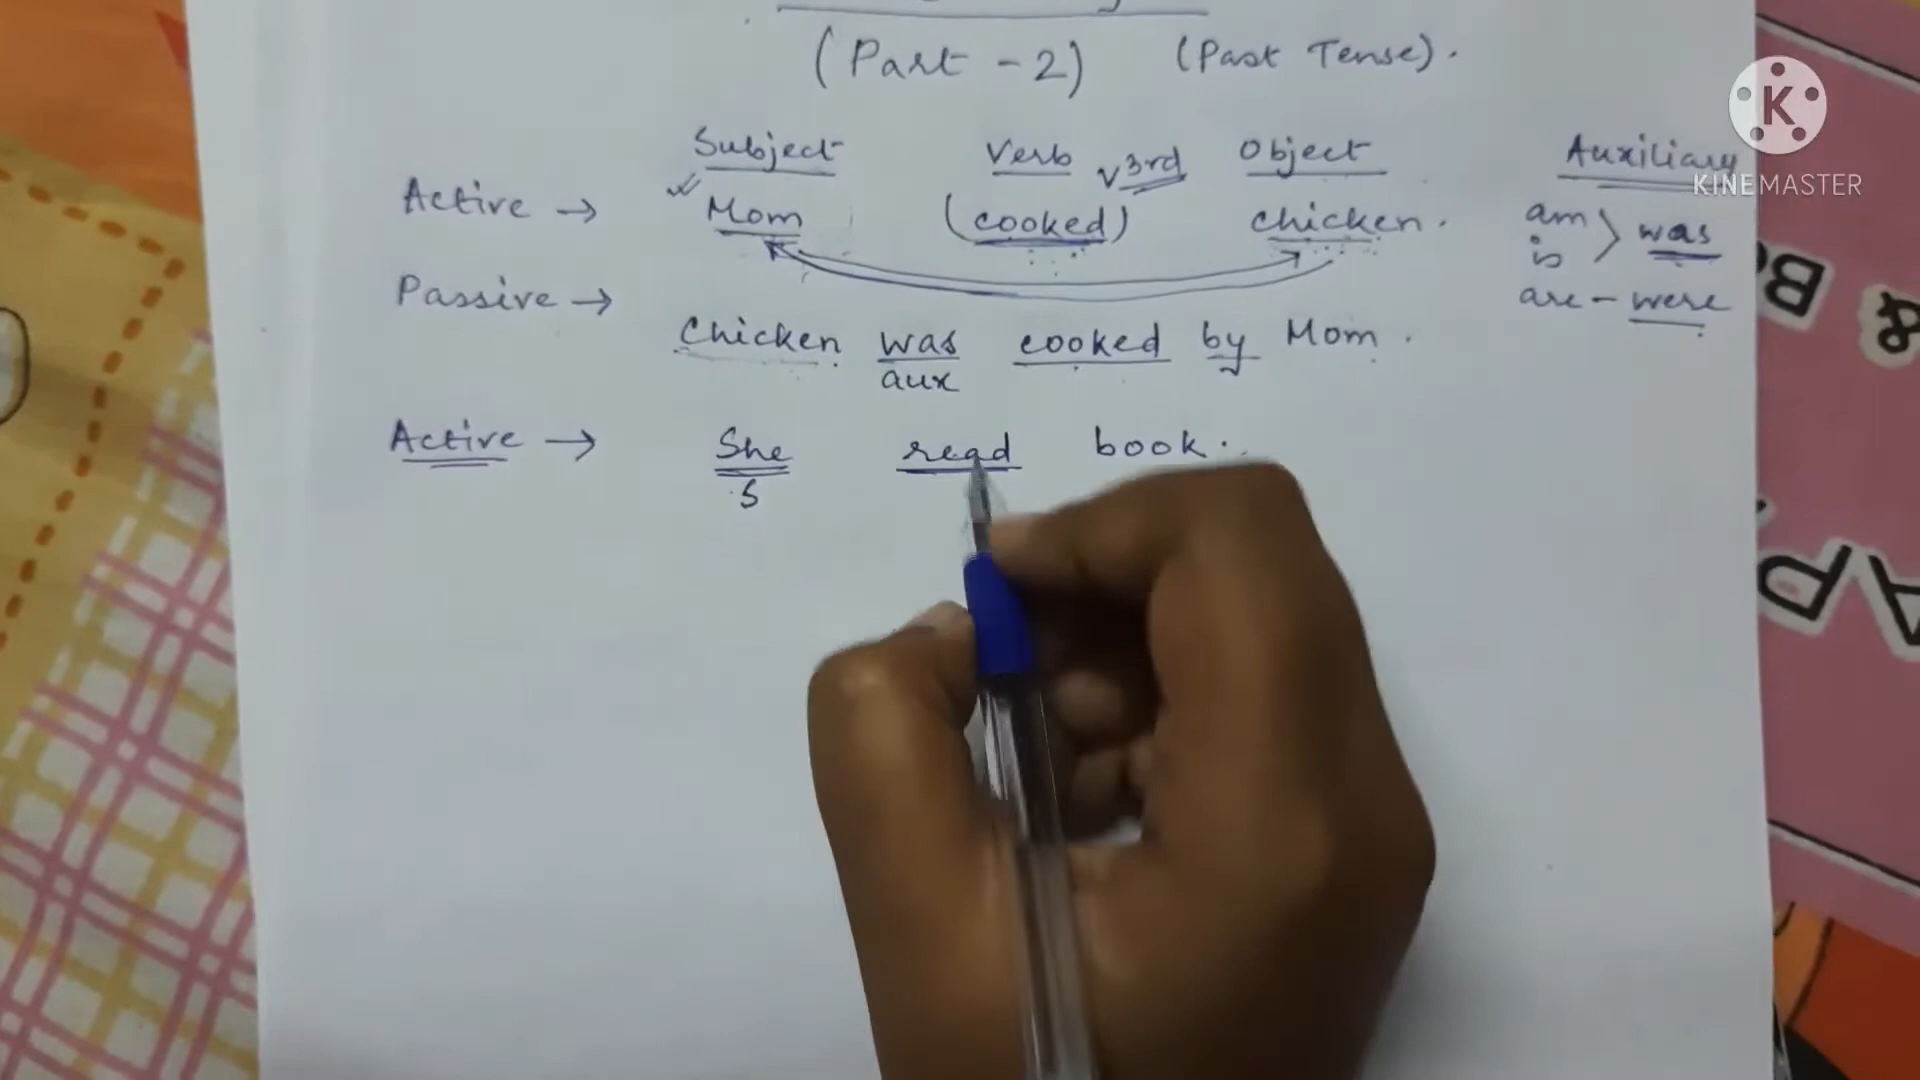 (Part - 2) (Past Tense).
Subject Verb v3rd Object Auxiliary
Active → Mom (cooked) chicken.
am
is > was
are - were
Passive →
Chicken was cooked by Mom.
aux
Active → She read book.
S
K
KINEMASTER
&
AP